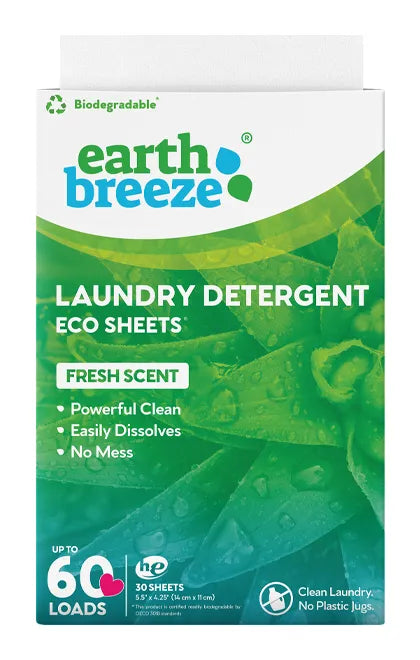 Biodegradable*
earth
breeze®
LAUNDRY DETERGENT
ECO SHEETS®
FRESH SCENT
• Powerful Clean
• Easily Dissolves
• No Mess
UP TO
60
LOADS
he
30 SHEETS
5.5" x 4.25" (14 cm x 11 cm)
*This product is certified readily biodegradable by
OECD 301B standards
Clean Laundry.
No Plastic Jugs.